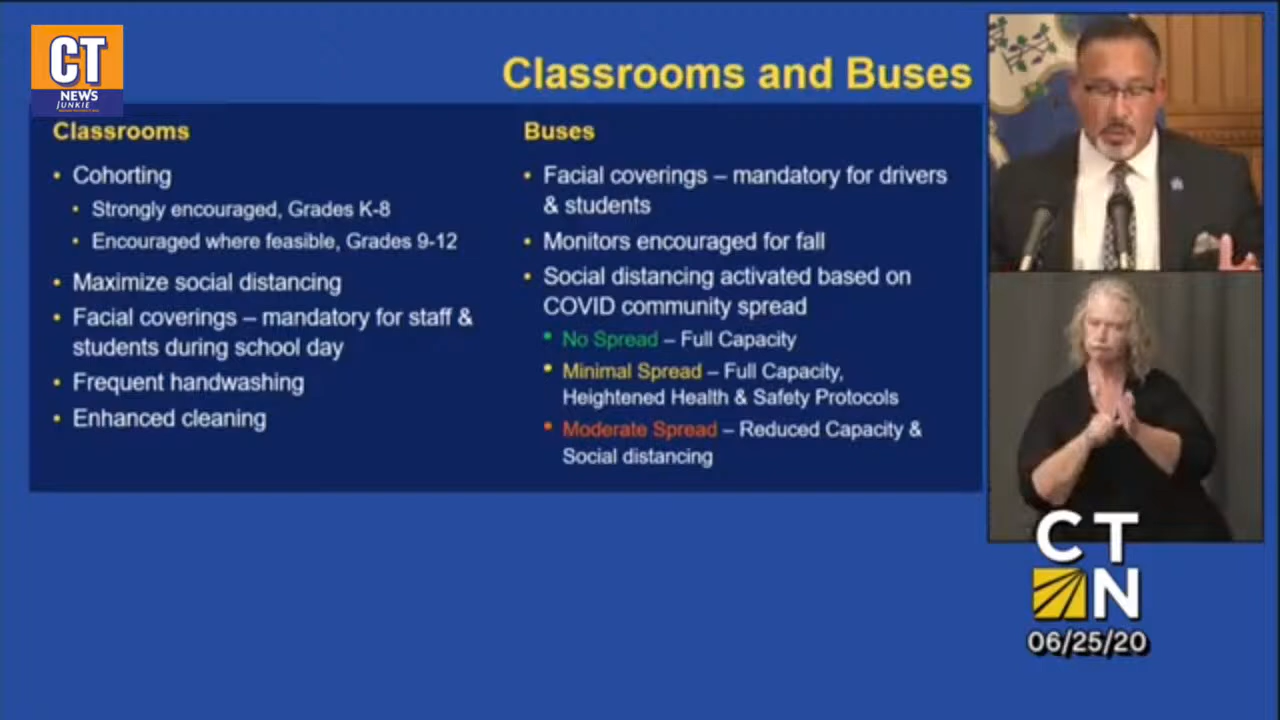 CT
NEWS
JUNKIE
Classrooms and Buses
Classrooms
• Cohorting
• Strongly encouraged, Grades K-8
• Encouraged where feasible, Grades 9-12
• Maximize social distancing
• Facial coverings – mandatory for staff &
students during school day
• Frequent handwashing
• Enhanced cleaning
Buses
• Facial coverings – mandatory for drivers
& students
• Monitors encouraged for fall
• Social distancing activated based on
COVID community spread
• No Spread – Full Capacity
• Minimal Spread – Full Capacity,
Heightened Health & Safety Protocols
• Moderate Spread – Reduced Capacity &
Social distancing
CT
N
06/25/20